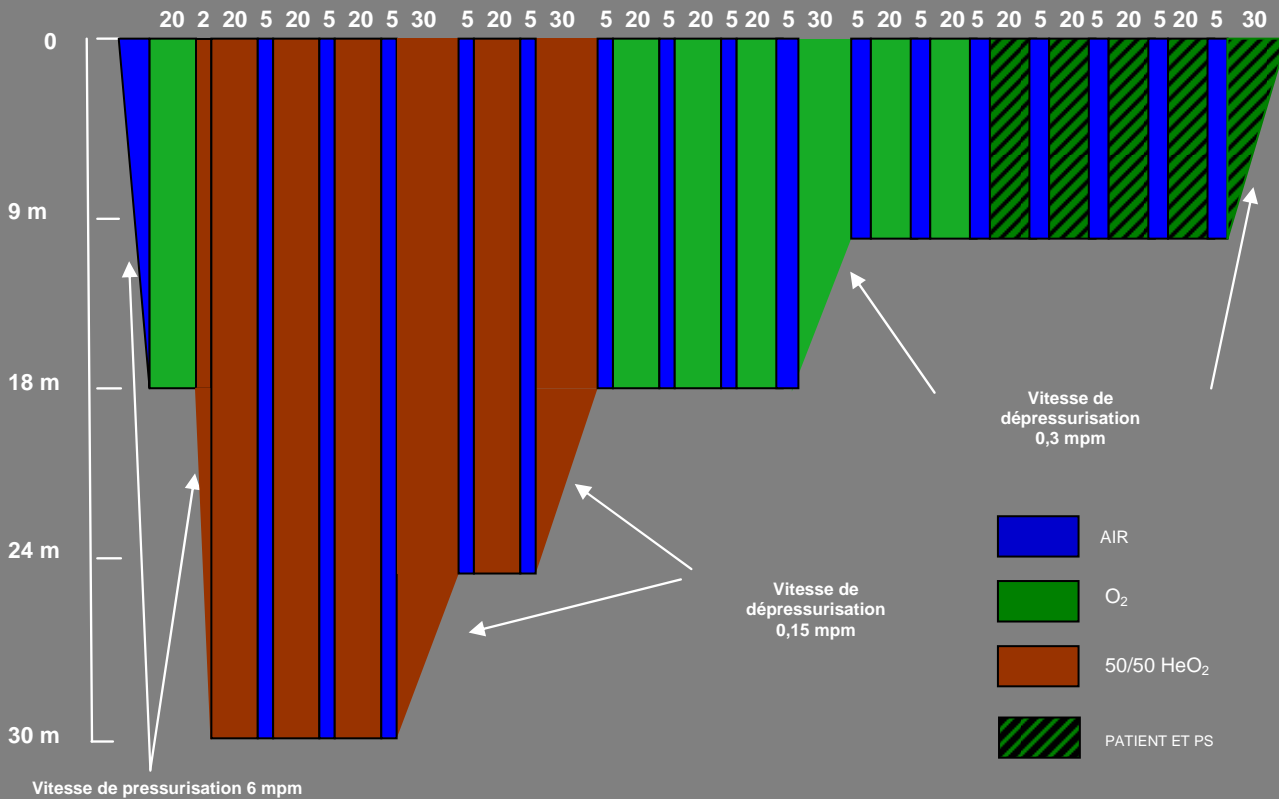 20 2 20 5 20 5 20 5 30 5 20 5 30 5 20 5 20 5 20 5 30 5 20 5 20 5 20 5 20 5 20 5 20 5 30
0
9 m
18 m
24 m
30 m
Vitesse de
dépressurisation
0,3 mpm
Vitesse de
dépressurisation
0,15 mpm
AIR
O₂
50/50 HeO₂
PATIENT ET PS
Vitesse de pressurisation 6 mpm